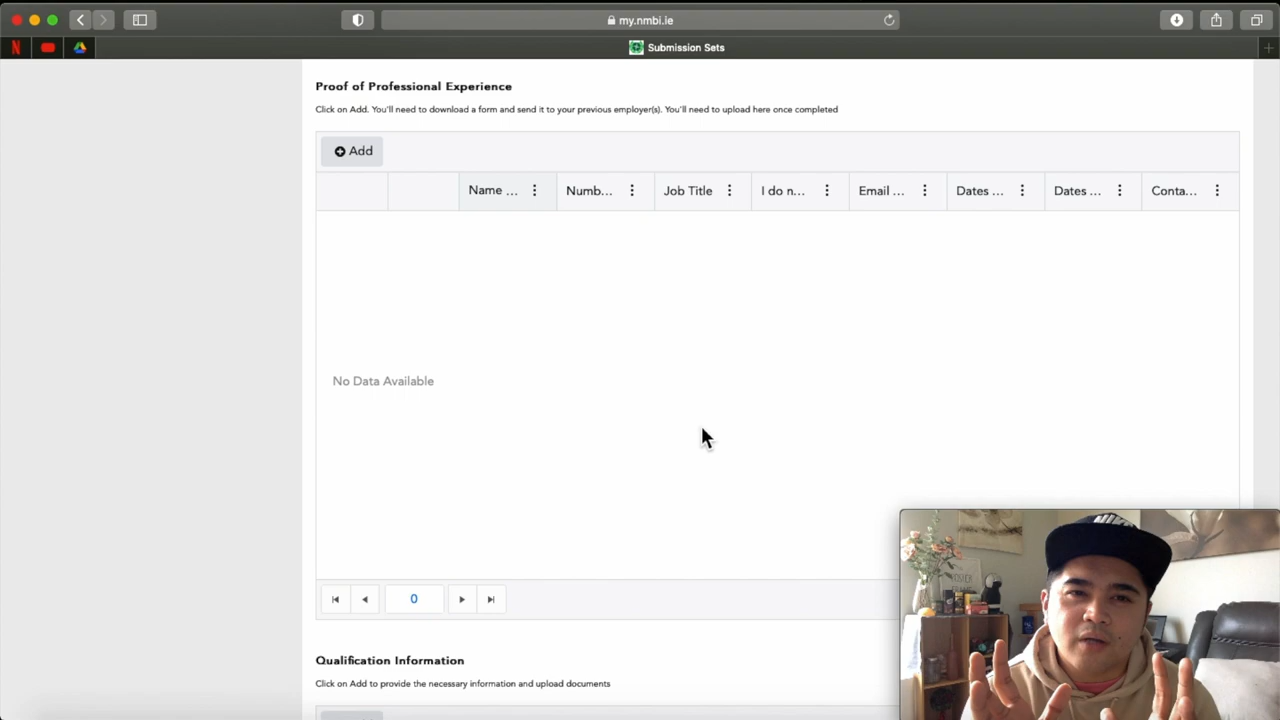 my.nmbi.ie
Submission Sets
Proof of Professional Experience
Click on Add. You'll need to download a form and send it to your previous employer(s). You'll need to upload here once completed
Add
Name ... Numb... Job Title I do n... Email ... Dates ... Dates ... Conta...
No Data Available
0
Qualification Information
Click on Add to provide the necessary information and upload documents